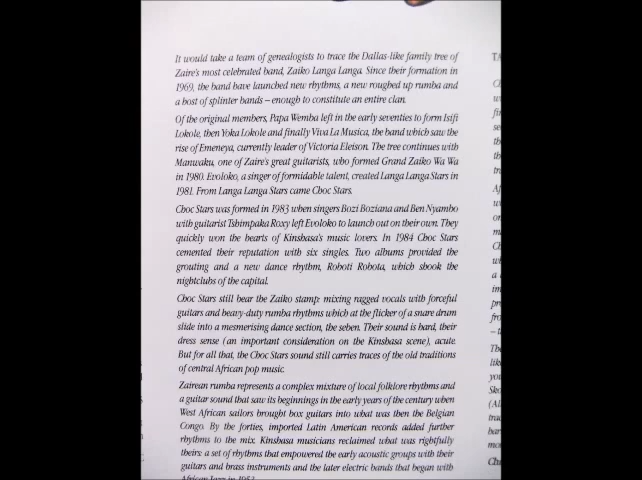 It would take a team of genealogists to trace the Dallas-like family tree of
Zaire's most celebrated band, Zaiko Langa Langa. Since their formation in
1969, the band have launched new rhythms, a new roughed up rumba and
a host of splinter bands – enough to constitute an entire clan.
Of the original members, Papa Wemba left in the early seventies to form Isifi
Lokole, then Yoka Lokole and finally Viva La Musica, the band which saw the
rise of Emeneya, currently leader of Victoria Eleison. The tree continues with
Manwaku, one of Zaire's great guitarists, who formed Grand Zaiko Wa Wa
in 1980. Evoloko, a singer of formidable talent, created Langa Langa Stars in
1981. From Langa Langa Stars came Choc Stars.
Choc Stars was formed in 1983 when singers Bozi Boziana and Ben Nyambo
with guitarist Tshimpaka Roxy left Evoloko to launch out on their own. They
quickly won the hearts of Kinshasa's music lovers. In 1984 Choc Stars
cemented their reputation with six singles. Two albums provided the
grouting and a new dance rhythm, Roboti Robota, which shook the
nightclubs of the capital.
Choc Stars still bear the Zaiko stamp: mixing ragged vocals with forceful
guitars and heavy-duty rumba rhythms which at the flicker of a snare drum
slide into a mesmerising dance section, the seben. Their sound is hard, their
dress sense (an important consideration on the Kinshasa scene), acute.
But for all that, the Choc Stars sound still carries traces of the old traditions
of central African pop music.
Zairean rumba represents a complex mixture of local folklore rhythms and
a guitar sound that saw its beginnings in the early years of the century when
West African sailors brought box guitars into what was then the Belgian
Congo. By the forties, imported Latin American records added further
rhythms to the mix. Kinshasa musicians reclaimed what was rightfully
theirs: a set of rhythms that empowered the early acoustic groups with their
guitars and brass instruments and the later electric bands that began with
African Jazz in 1953.